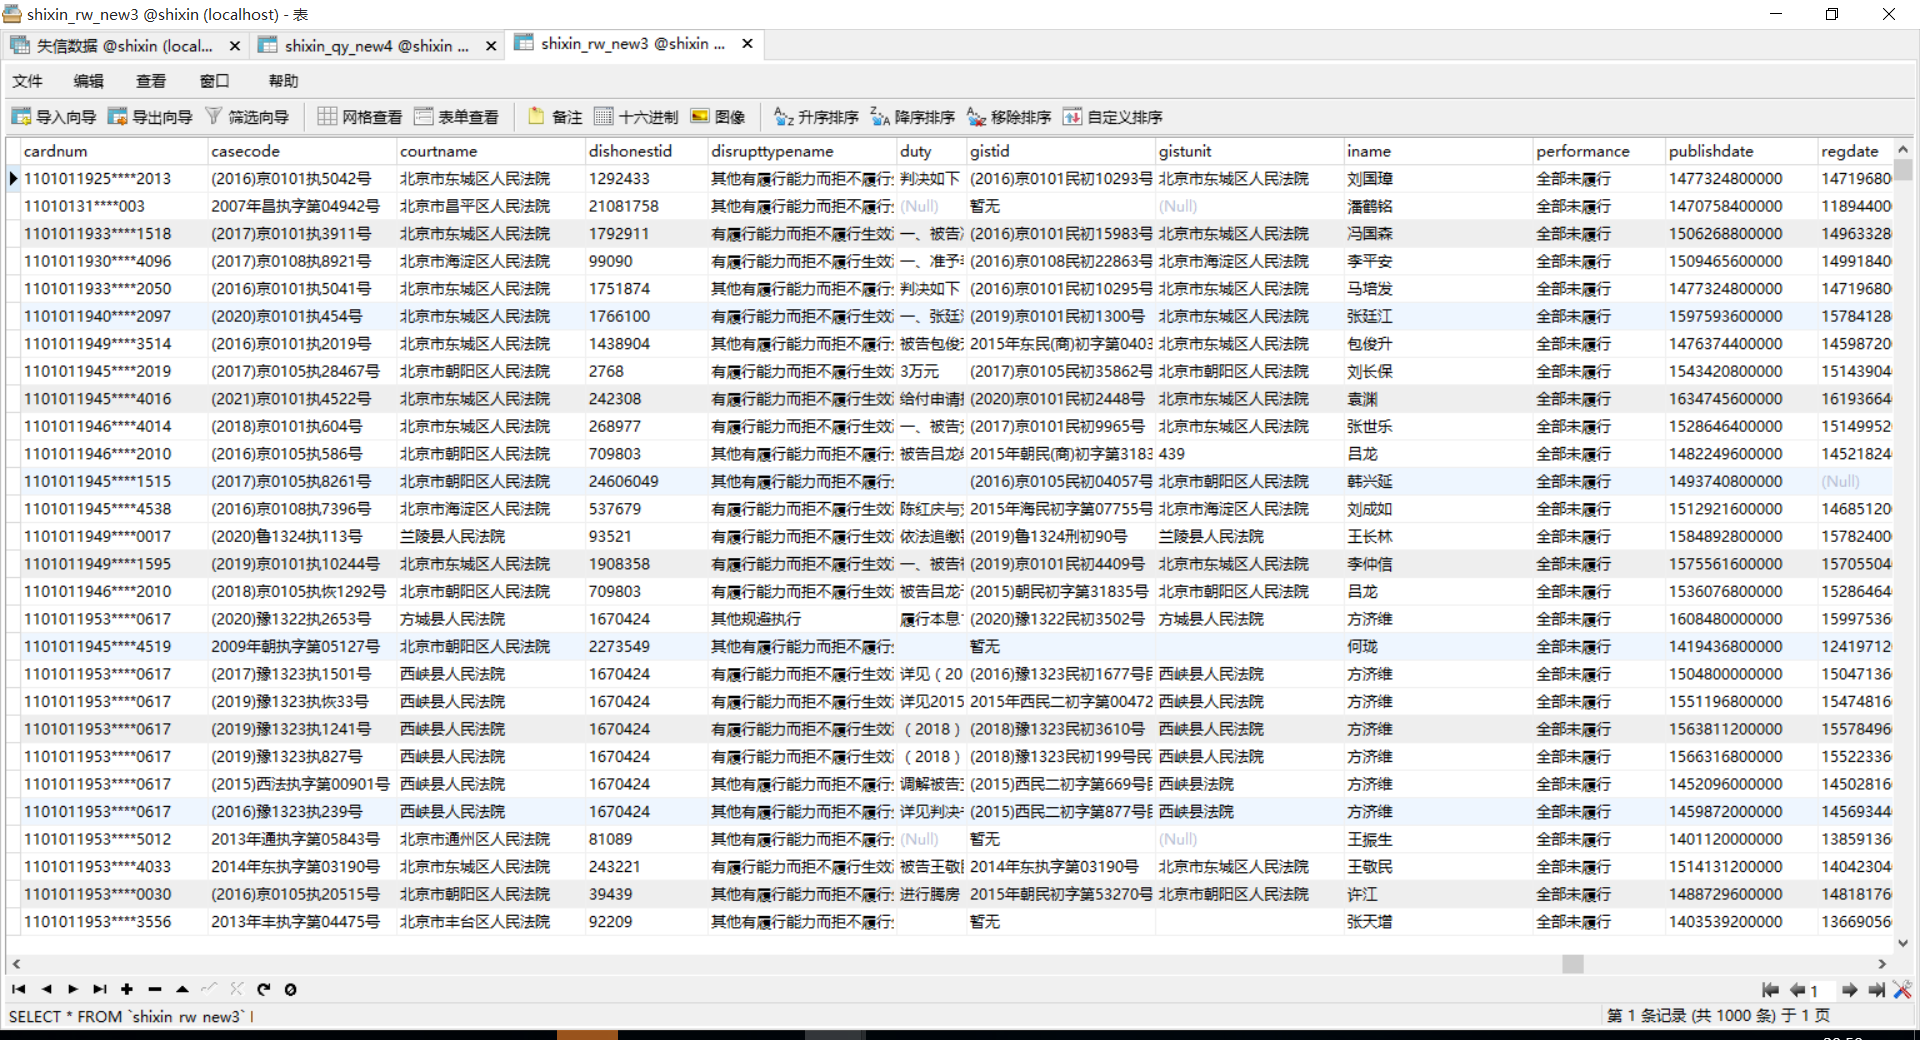 shixin_rw_new3 @shixin (localhost) - 表
失信数据 @shixin (local... shixin_qy_new4 @shixin ... shixin_rw_new3 @shixin ...
文件 编辑 查看 窗口 帮助
导入向导 导出向导 筛选向导 网格查看 表单查看 备注 十六进制 图像 升序排序 降序排序 移除排序 自定义排序
cardnum casecode courtname dishonestid disrupttypename duty gistid gistunit iname performance publishdate regdate
1101011925****2013 (2016)京0101执5042号 北京市东城区人民法院 1292433 其他有履行能力而拒不履行 判决如下 (2016)京0101民初10293号 北京市东城区人民法院 刘国璋 全部未履行 1477324800000 14719680
11010131****003 2007年昌执字第04942号 北京市昌平区人民法院 21081758 其他有履行能力而拒不履行 (Null) 暂无 (Null) 潘鹤铭 全部未履行 1470758400000 11894400
1101011933****1518 (2017)京0101执3911号 北京市东城区人民法院 1792911 有履行能力而拒不履行生效 一、被告 (2016)京0101民初15983号 北京市东城区人民法院 冯国森 全部未履行 1506268800000 14963328
1101011930****4096 (2017)京0108执8921号 北京市海淀区人民法院 99090 有履行能力而拒不履行生效 一、准予 (2016)京0108民初22863号 北京市海淀区人民法院 李平安 全部未履行 1509465600000 14991840
1101011933****2050 (2016)京0101执5041号 北京市东城区人民法院 1751874 其他有履行能力而拒不履行 判决如下 (2016)京0101民初10295号 北京市东城区人民法院 马培发 全部未履行 1477324800000 14719680
1101011940****2097 (2020)京0101执454号 北京市东城区人民法院 1766100 有履行能力而拒不履行生效 一、张廷 (2019)京0101民初1300号 北京市东城区人民法院 张廷江 全部未履行 1597593600000 15784128
1101011949****3514 (2016)京0101执2019号 北京市东城区人民法院 1438904 其他有履行能力而拒不履行 被告包俊 2015年东民(商)初字第0403 北京市东城区人民法院 包俊升 全部未履行 1476374400000 14598720
1101011945****2019 (2017)京0105执28467号 北京市朝阳区人民法院 2768 有履行能力而拒不履行生效 3万元 (2017)京0105民初35862号 北京市朝阳区人民法院 刘长保 全部未履行 1543420800000 15143904
1101011945****4016 (2021)京0101执4522号 北京市东城区人民法院 242308 有履行能力而拒不履行生效 给付申请 (2020)京0101民初2448号 北京市东城区人民法院 袁渊 全部未履行 1634745600000 16193664
1101011946****4014 (2018)京0101执604号 北京市东城区人民法院 268977 有履行能力而拒不履行生效 一、被告 (2017)京0101民初9965号 北京市东城区人民法院 张世乐 全部未履行 1528646400000 15149952
1101011946****2010 (2016)京0105执586号 北京市朝阳区人民法院 709803 其他有履行能力而拒不履行 被告吕龙 2015年朝民(商)初字第3183 439 吕龙 全部未履行 1482249600000 14521824
1101011945****1515 (2017)京0105执8261号 北京市朝阳区人民法院 24606049 其他有履行能力而拒不履行 (2016)京0105民初04057号 北京市朝阳区人民法院 韩兴延 全部未履行 1493740800000 (Null)
1101011945****4538 (2016)京0108执7396号 北京市海淀区人民法院 537679 有履行能力而拒不履行生效 陈红庆与 2015年海民初字第07755号 北京市海淀区人民法院 刘成如 全部未履行 1512921600000 14685120
1101011949****0017 (2020)鲁1324执113号 兰陵县人民法院 93521 有履行能力而拒不履行生效 依法追缴 (2019)鲁1324刑初90号 兰陵县人民法院 王长林 全部未履行 1584892800000 15782400
1101011949****1595 (2019)京0101执10244号 北京市东城区人民法院 1908358 有履行能力而拒不履行生效 一、被告 (2019)京0101民初4409号 北京市东城区人民法院 李仲信 全部未履行 1575561600000 15705504
1101011946****2010 (2018)京0105执恢1292号 北京市朝阳区人民法院 709803 有履行能力而拒不履行生效 被告吕龙 (2015)朝民初字第31835号 北京市朝阳区人民法院 吕龙 全部未履行 1536076800000 15286464
1101011953****0617 (2020)豫1322执2653号 方城县人民法院 1670424 其他规避执行 履行本息 (2020)豫1322民初3502号 方城县人民法院 方济维 全部未履行 1608480000000 15997536
1101011945****4519 2009年朝执字第05127号 北京市朝阳区人民法院 2273549 其他有履行能力而拒不履行 暂无 何珑 全部未履行 1419436800000 12419712
1101011953****0617 (2017)豫1323执1501号 西峡县人民法院 1670424 有履行能力而拒不履行生效 详见（20 (2016)豫1323民初1677号 西峡县人民法院 方济维 全部未履行 1504800000000 15047136
1101011953****0617 (2019)豫1323执恢33号 西峡县人民法院 1670424 有履行能力而拒不履行生效 详见2015 2015年西民二初字第00472 西峡县人民法院 方济维 全部未履行 1551196800000 15474816
1101011953****0617 (2019)豫1323执1241号 西峡县人民法院 1670424 有履行能力而拒不履行生效 （2018） (2018)豫1323民初3610号 西峡县人民法院 方济维 全部未履行 1563811200000 15578496
1101011953****0617 (2019)豫1323执827号 西峡县人民法院 1670424 有履行能力而拒不履行生效 （2018） (2018)豫1323民初199号民 西峡县人民法院 方济维 全部未履行 1566316800000 15522336
1101011953****0617 (2015)西法执字第00901号 西峡县人民法院 1670424 其他有履行能力而拒不履行 调解被告 (2015)西民二初字第669号 西峡县法院 方济维 全部未履行 1452096000000 14502816
1101011953****0617 (2016)豫1323执239号 西峡县人民法院 1670424 其他有履行能力而拒不履行 详见判决 (2015)西民二初字第877号 西峡县法院 方济维 全部未履行 1459872000000 14569344
1101011953****5012 2013年通执字第05843号 北京市通州区人民法院 81089 其他有履行能力而拒不履行 (Null) 暂无 (Null) 王振生 全部未履行 1401120000000 13859136
1101011953****4033 2014年东执字第03190号 北京市东城区人民法院 243221 有履行能力而拒不履行生效 被告王敬 2014年东执字第03190号 北京市东城区人民法院 王敬民 全部未履行 1514131200000 14042304
1101011953****0030 (2016)京0105执20515号 北京市朝阳区人民法院 39439 其他有履行能力而拒不履行 进行腾房 2015年朝民初字第53270号 北京市朝阳区人民法院 许江 全部未履行 1488729600000 14818176
1101011953****3556 2013年丰执字第04475号 北京市丰台区人民法院 92209 其他有履行能力而拒不履行 暂无 张天增 全部未履行 1403539200000 13669056
1
SELECT * FROM `shixin_rw_new3` l 第 1 条记录 (共 1000 条) 于 1 页